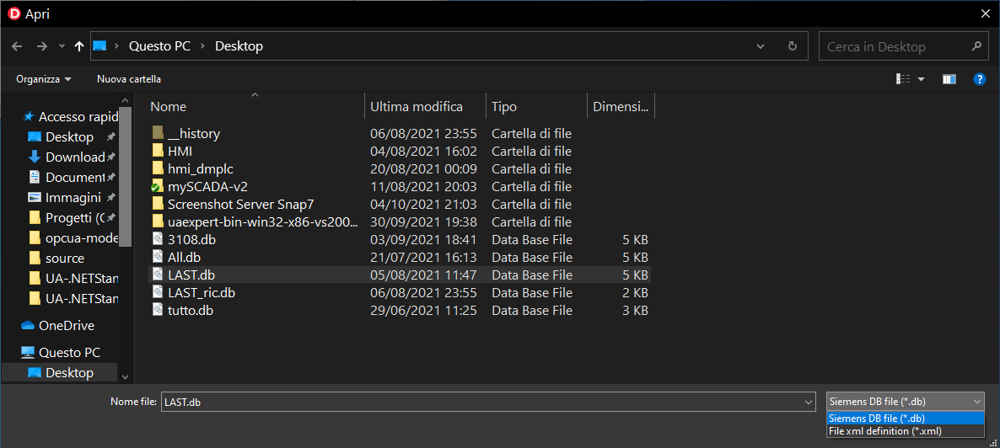 D Apri
Questo PC > Desktop
Cerca in Desktop
Organizza Nuova cartella
Accesso rapid
Desktop
Download
Document
Immagini
Progetti (C
opcua-mode
source
UA-.NETStan
UA-.NETStan
OneDrive
Questo PC
Desktop
Nome Ultima modifica Tipo Dimensi...
__history 06/08/2021 23:55 Cartella di file
HMI 04/08/2021 16:02 Cartella di file
hmi_dmplc 20/08/2021 00:09 Cartella di file
mySCADA-v2 11/08/2021 20:03 Cartella di file
Screenshot Server Snap7 04/10/2021 21:03 Cartella di file
uaexpert-bin-win32-x86-vs200... 30/09/2021 19:38 Cartella di file
3108.db 03/09/2021 18:41 Data Base File 5 KB
All.db 21/07/2021 16:13 Data Base File 5 KB
LAST.db 05/08/2021 11:47 Data Base File 5 KB
LAST_ric.db 06/08/2021 23:55 Data Base File 2 KB
tutto.db 29/06/2021 11:25 Data Base File 3 KB
Nome file: LAST.db Siemens DB file (*.db)
Siemens DB file (*.db)
File xml definition (*.xml)